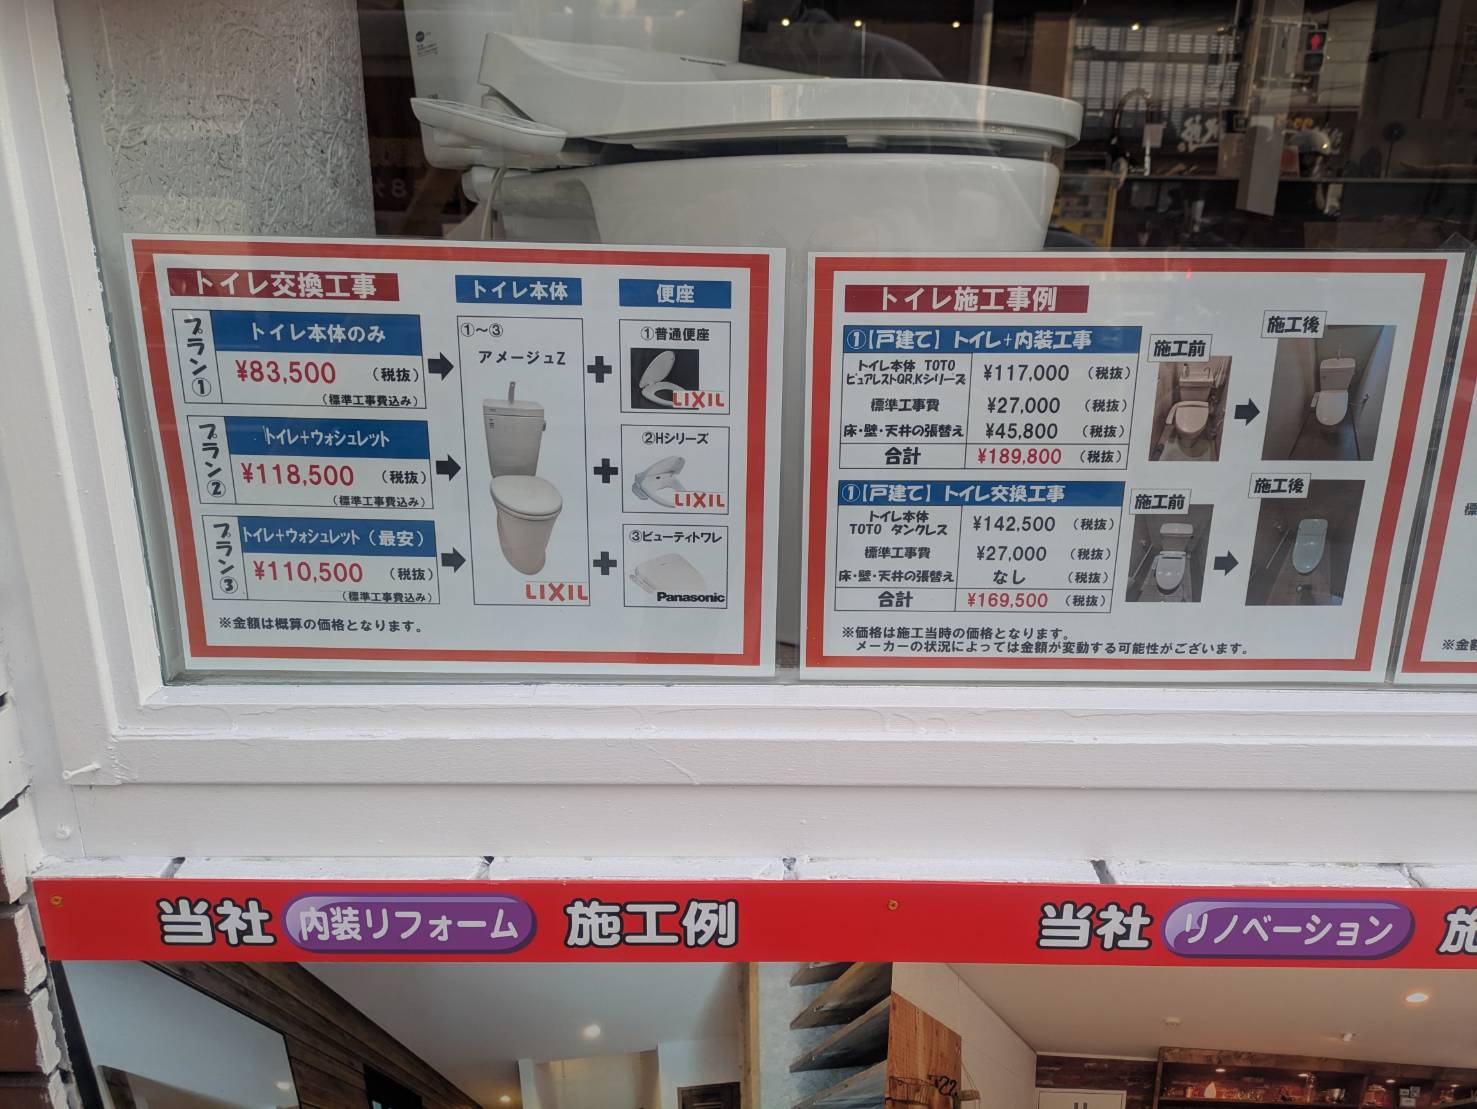 トイレ交換工事
トイレ本体
便座
プラン①
トイレ本体のみ
¥83,500 (税抜)
(標準工事費込み)
プラン②
トイレ+ウォシュレット
¥118,500 (税抜)
(標準工事費込み)
プラン③
トイレ+ウォシュレット(最安)
¥110,500 (税抜)
(標準工事費込み)
①〜③
アメージュZ
LIXIL
①普通便座
LIXIL
②Hシリーズ
LIXIL
③ビューティトワレ
Panasonic
※金額は概算の価格となります。
トイレ施工事例
①【戸建て】トイレ+内装工事
トイレ本体 TOTO
ピュアレストQR.Kシリーズ
¥117,000 (税抜)
標準工事費 ¥27,000 (税抜)
床・壁・天井の張替え ¥45,800 (税抜)
合計 ¥189,800 (税抜)
施工前
施工後
①【戸建て】トイレ交換工事
トイレ本体
TOTO タンクレス
¥142,500 (税抜)
標準工事費 ¥27,000 (税抜)
床・壁・天井の張替え なし (税抜)
合計 ¥169,500 (税抜)
施工前
施工後
※価格は施工当時の価格となります。
メーカーの状況によっては金額が変動する可能性がございます。
※金
当社 内装リフォーム 施工例
当社 リノベーション 施